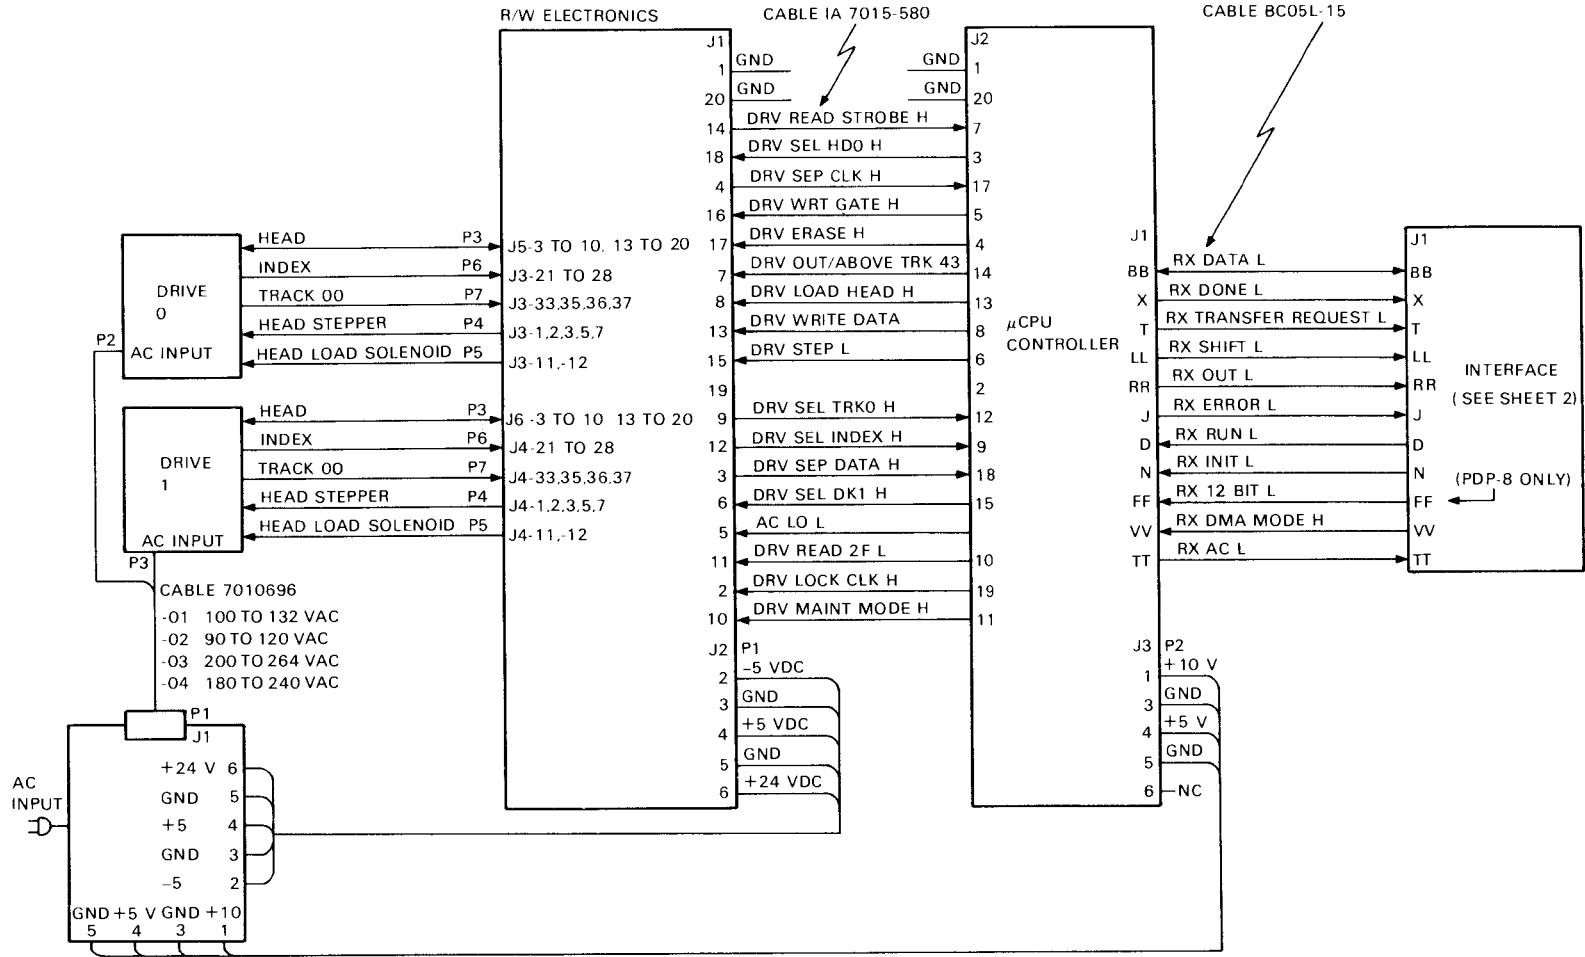 R/W ELECTRONICS
CABLE IA 7015-580
CABLE BC05L-15
J1
1 GND
20 GND
J2
GND 1
GND 20
14 DRV READ STROBE H 7
18 DRV SEL HD0 H 3
4 DRV SEP CLK H 17
16 DRV WRT GATE H 5
17 DRV ERASE H 4
7 DRV OUT/ABOVE TRK 43 14
8 DRV LOAD HEAD H 13
13 DRV WRITE DATA 8
15 DRV STEP L 6
19 2
9 DRV SEL TRK0 H 12
12 DRV SEL INDEX H 9
3 DRV SEP DATA H 18
6 DRV SEL DK1 H 15
5 AC LO L
11 DRV READ 2F L 10
2 DRV LOCK CLK H 19
10 DRV MAINT MODE H 11
DRIVE
0
AC INPUT
P2
HEAD P3 J5-3 TO 10, 13 TO 20
INDEX P6 J3-21 TO 28
TRACK 00 P7 J3-33,35,36,37
HEAD STEPPER P4 J3-1,2,3,5,7
HEAD LOAD SOLENOID P5 J3-11,-12
DRIVE
1
AC INPUT
P3
HEAD P3 J6-3 TO 10 13 TO 20
INDEX P6 J4-21 TO 28
TRACK 00 P7 J4-33,35,36,37
HEAD STEPPER P4 J4-1,2,3,5,7
HEAD LOAD SOLENOID P5 J4-11,-12
CABLE 7010696
-01 100 TO 132 VAC
-02 90 TO 120 VAC
-03 200 TO 264 VAC
-04 180 TO 240 VAC
μCPU
CONTROLLER
J1
J1
BB RX DATA L BB
X RX DONE L X
T RX TRANSFER REQUEST L T
LL RX SHIFT L LL
RR RX OUT L RR
J RX ERROR L J
D RX RUN L D
N RX INIT L N
FF RX 12 BIT L FF
VV RX DMA MODE H VV
TT RX AC L TT
INTERFACE
(SEE SHEET 2)
(PDP-8 ONLY)
J2 P1
2 -5 VDC
3 GND
4 +5 VDC
5 GND
6 +24 VDC
J3 P2
1 +10 V
3 GND
4 +5 V
5 GND
6 NC
P1
J1
AC
INPUT
+24 V 6
GND 5
+5 4
GND 3
-5 2
GND +5 V GND +10
5 4 3 1